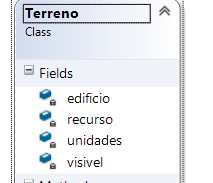 Terreno
Class
Fields
edificio
recurso
unidades
visivel